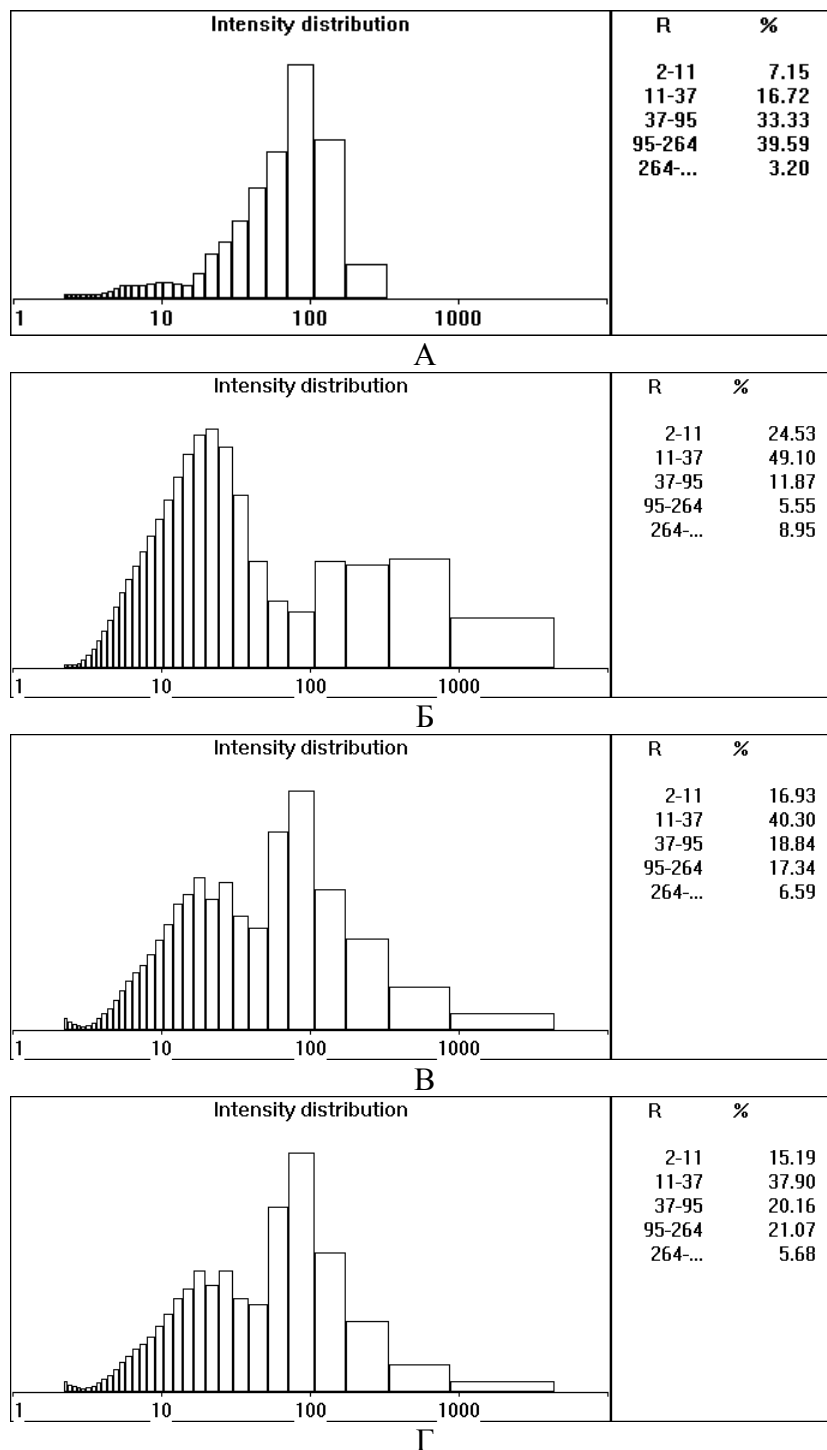 Intensity distribution
R %
2-11 7.15
11-37 16.72
37-95 33.33
95-264 39.59
264-... 3.20
1 10 100 1000
А
Intensity distribution
R %
2-11 24.53
11-37 49.10
37-95 11.87
95-264 5.55
264-... 8.95
1 10 100 1000
Б
Intensity distribution
R %
2-11 16.93
11-37 40.30
37-95 18.84
95-264 17.34
264-... 6.59
1 10 100 1000
В
Intensity distribution
R %
2-11 15.19
11-37 37.90
37-95 20.16
95-264 21.07
264-... 5.68
1 10 100 1000
Г